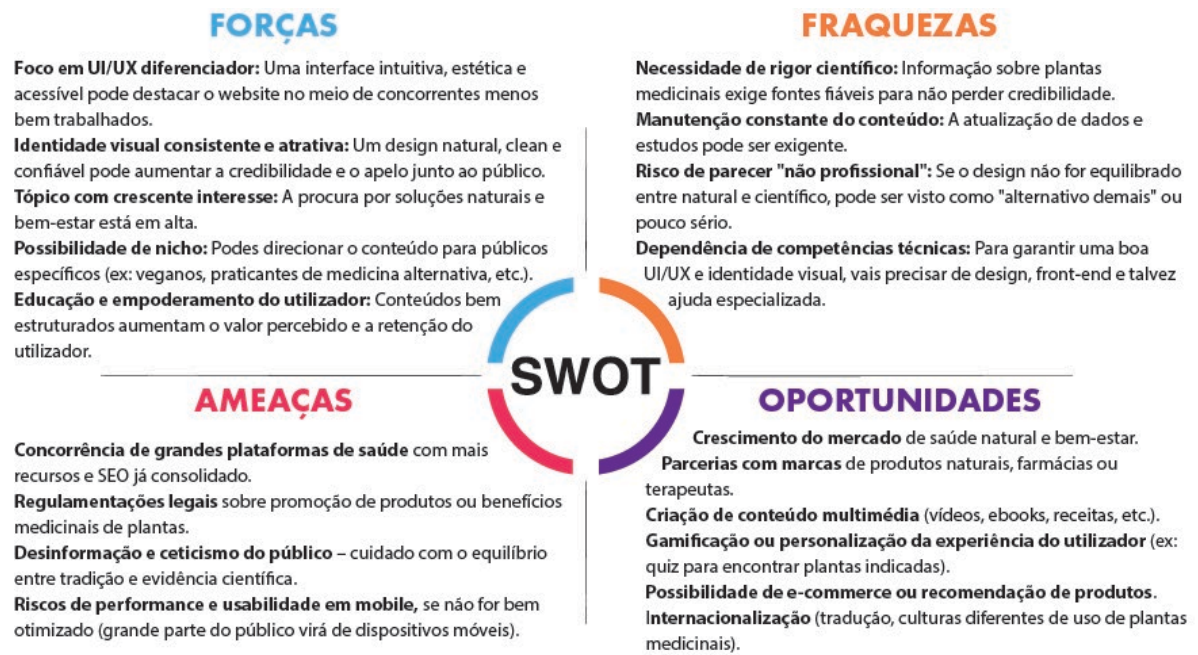 FORÇAS
Foco em UI/UX diferenciador: Uma interface intuitiva, estética e
acessível pode destacar o website no meio de concorrentes menos
bem trabalhados.
Identidade visual consistente e atrativa: Um design natural, clean e
confiável pode aumentar a credibilidade e o apelo junto ao público.
Tópico com crescente interesse: A procura por soluções naturais e
bem-estar está em alta.
Possibilidade de nicho: Podes direcionar o conteúdo para públicos
específicos (ex: veganos, praticantes de medicina alternativa, etc.).
Educação e empoderamento do utilizador: Conteúdos bem
estruturados aumentam o valor percebido e a retenção do
utilizador.
FRAQUEZAS
Necessidade de rigor científico: Informação sobre plantas
medicinais exige fontes fiáveis para não perder credibilidade.
Manutenção constante do conteúdo: A atualização de dados e
estudos pode ser exigente.
Risco de parecer "não profissional": Se o design não for equilibrado
entre natural e científico, pode ser visto como "alternativo demais" ou
pouco sério.
Dependência de competências técnicas: Para garantir uma boa
UI/UX e identidade visual, vais precisar de design, front-end e talvez
ajuda especializada.
SWOT
AMEAÇAS
Concorrência de grandes plataformas de saúde com mais
recursos e SEO já consolidado.
Regulamentações legais sobre promoção de produtos ou benefícios
medicinais de plantas.
Desinformação e ceticismo do público – cuidado com o equilíbrio
entre tradição e evidência científica.
Riscos de performance e usabilidade em mobile, se não for bem
otimizado (grande parte do público virá de dispositivos móveis).
OPORTUNIDADES
Crescimento do mercado de saúde natural e bem-estar.
Parcerias com marcas de produtos naturais, farmácias ou
terapeutas.
Criação de conteúdo multimédia (vídeos, ebooks, receitas, etc.).
Gamificação ou personalização da experiência do utilizador (ex:
quiz para encontrar plantas indicadas).
Possibilidade de e-commerce ou recomendação de produtos.
Internacionalização (tradução, culturas diferentes de uso de plantas
medicinais).